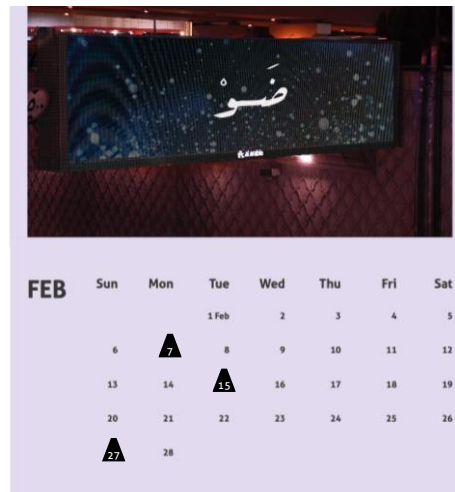 ضَوْ
FEB Sun Mon Tue Wed Thu Fri Sat
1 Feb 2 3 4 5
6 7 8 9 10 11 12
13 14 15 16 17 18 19
20 21 22 23 24 25 26
27 28